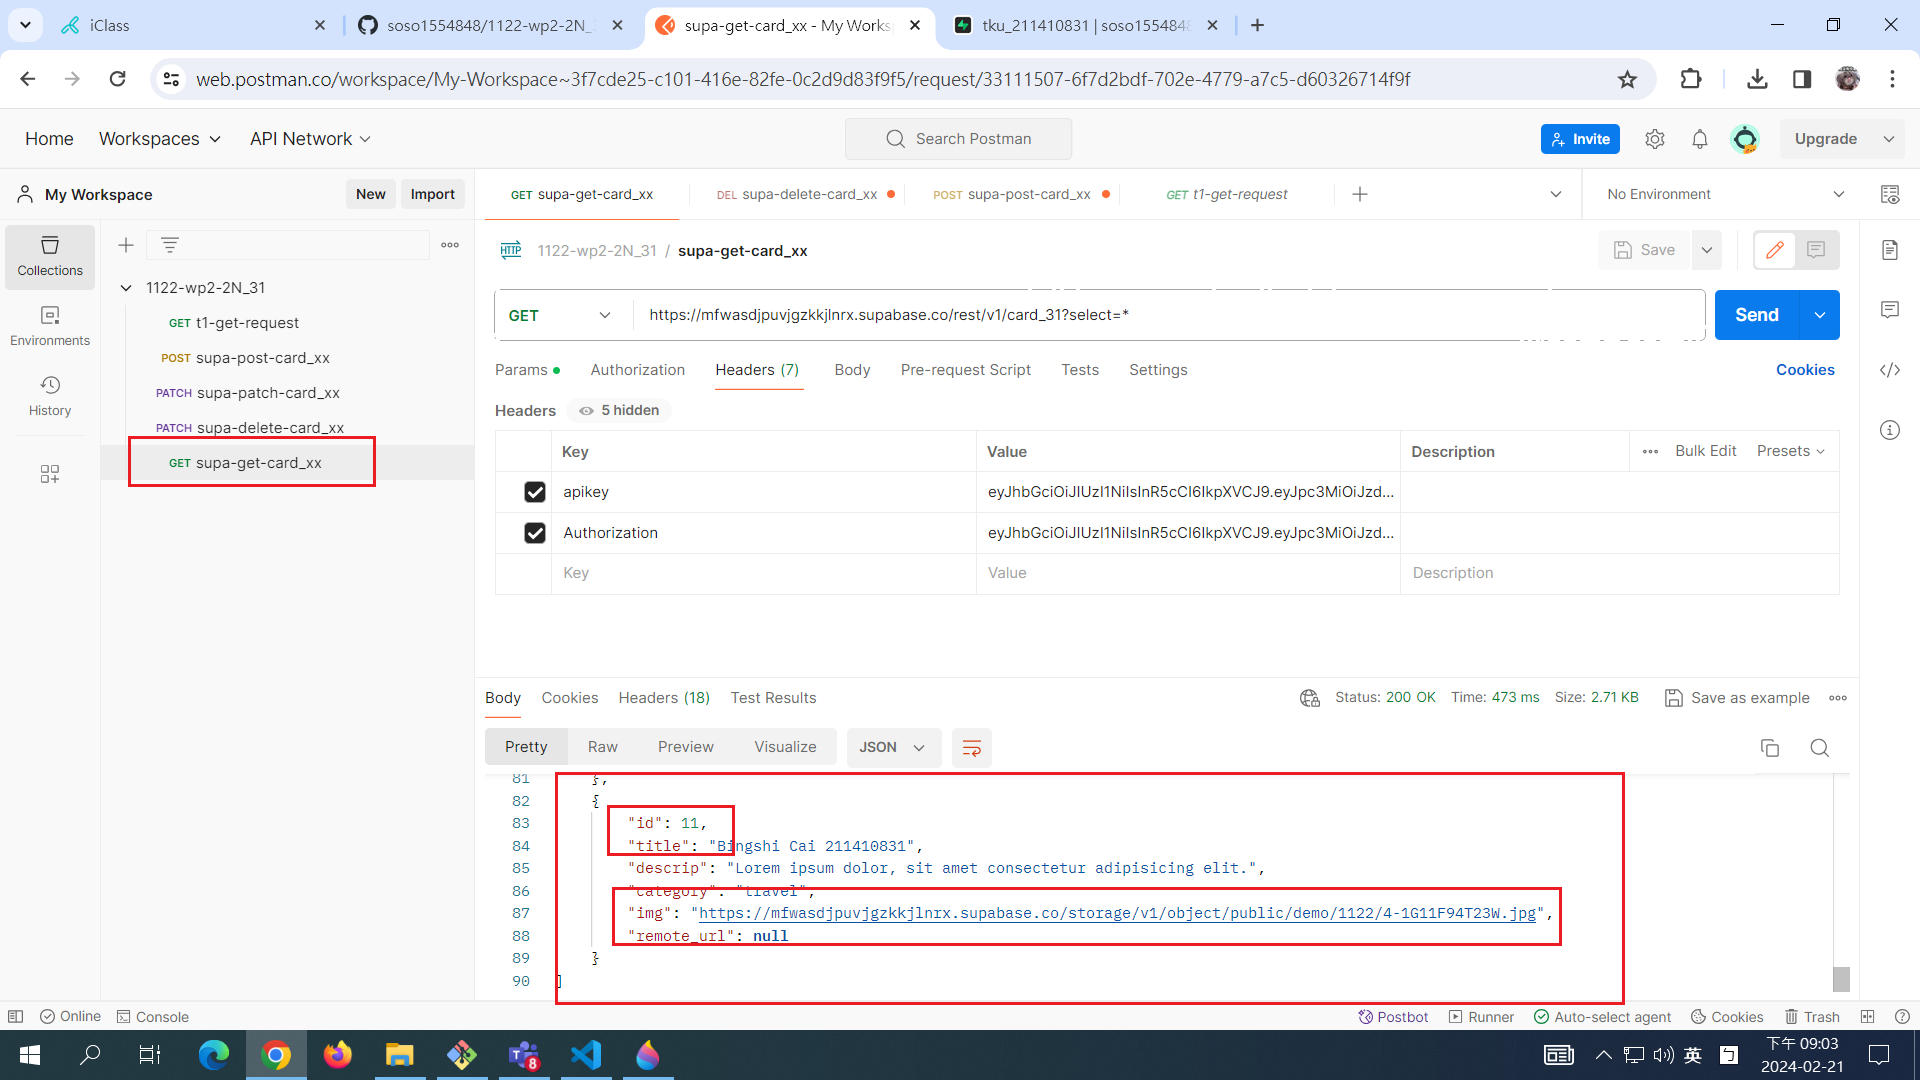 iClass
soso1554848/1122-wp2-2N_
supa-get-card_xx - My Works
tku_211410831 | soso155484
web.postman.co/workspace/My-Workspace~3f7cde25-c101-416e-82fe-0c2d9d83f9f5/request/33111507-6f7d2bdf-702e-4779-a7c5-d60326714f9f
Home Workspaces API Network Search Postman Invite Upgrade
My Workspace New Import
GET supa-get-card_xx DEL supa-delete-card_xx POST supa-post-card_xx GET t1-get-request No Environment
Collections
Environments
History
1122-wp2-2N_31
GET t1-get-request
POST supa-post-card_xx
PATCH supa-patch-card_xx
PATCH supa-delete-card_xx
GET supa-get-card_xx
HTTP 1122-wp2-2N_31 / supa-get-card_xx Save
GET https://mfwasdjpuvjgzkkjlnrx.supabase.co/rest/v1/card_31?select=* Send
Params Authorization Headers (7) Body Pre-request Script Tests Settings Cookies
Headers 5 hidden
Key Value Description Bulk Edit Presets
apikey eyJhbGciOiJIUzI1NiIsInR5cCI6IkpXVCJ9.eyJpc3MiOiJzd...
Authorization eyJhbGciOiJIUzI1NiIsInR5cCI6IkpXVCJ9.eyJpc3MiOiJzd...
Key Value Description
Body Cookies Headers (18) Test Results Status: 200 OK Time: 473 ms Size: 2.71 KB Save as example
Pretty Raw Preview Visualize JSON
81 },
82 {
83 "id": 11,
84 "title": "Bingshi Cai 211410831",
85 "descrip": "Lorem ipsum dolor, sit amet consectetur adipisicing elit.",
86 "category": "travel",
87 "img": "https://mfwasdjpuvjgzkkjlnrx.supabase.co/storage/v1/object/public/demo/1122/4-1G11F94T23W.jpg",
88 "remote_url": null
89 }
90 ]
Online Console Postbot Runner Auto-select agent Cookies Trash
8
英
ㄅ
下午 09:03
2024-02-21